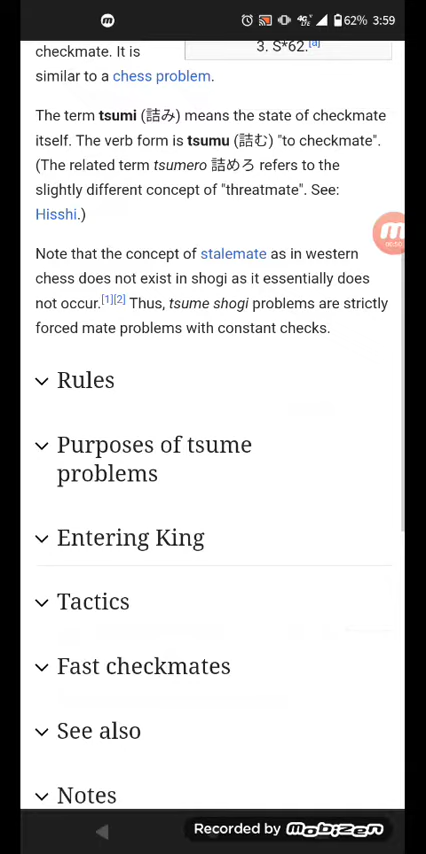 62% 3:59
checkmate. It is
3. S*62.[a]
similar to a chess problem.
The term tsumi (詰み) means the state of checkmate
itself. The verb form is tsumu (詰む) "to checkmate".
(The related term tsumero 詰めろ refers to the
slightly different concept of "threatmate". See:
Hisshi.)
Note that the concept of stalemate as in western
chess does not exist in shogi as it essentially does
not occur.[1][2] Thus, tsume shogi problems are strictly
forced mate problems with constant checks.
Rules
Purposes of tsume
problems
Entering King
Tactics
Fast checkmates
See also
Notes
Recorded by mobizen